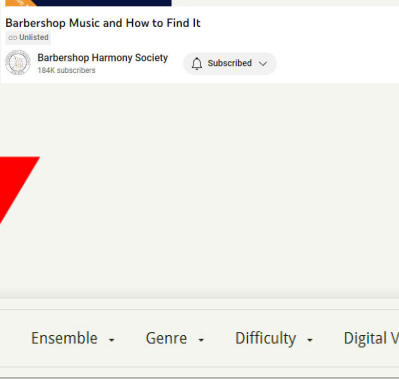 Barbershop Music and How to Find It
Unlisted
Barbershop Harmony Society
184K subscribers
Subscribed
Ensemble Genre Difficulty Digital V